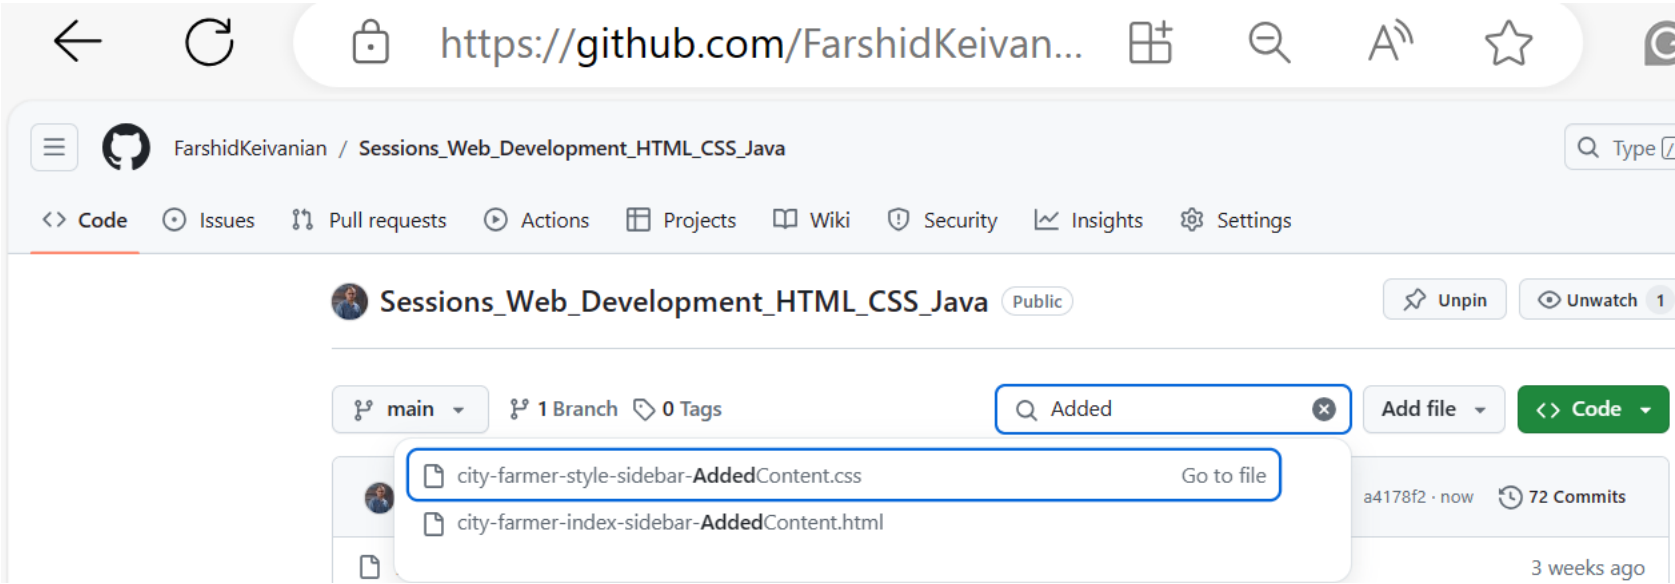 https://github.com/FarshidKeivan...
FarshidKeivanian / Sessions_Web_Development_HTML_CSS_Java
Type /
Code Issues Pull requests Actions Projects Wiki Security Insights Settings
Sessions_Web_Development_HTML_CSS_Java Public Unpin Unwatch 1
main 1 Branch 0 Tags Added Add file Code
city-farmer-style-sidebar-AddedContent.css Go to file
a4178f2 · now 72 Commits
city-farmer-index-sidebar-AddedContent.html
3 weeks ago